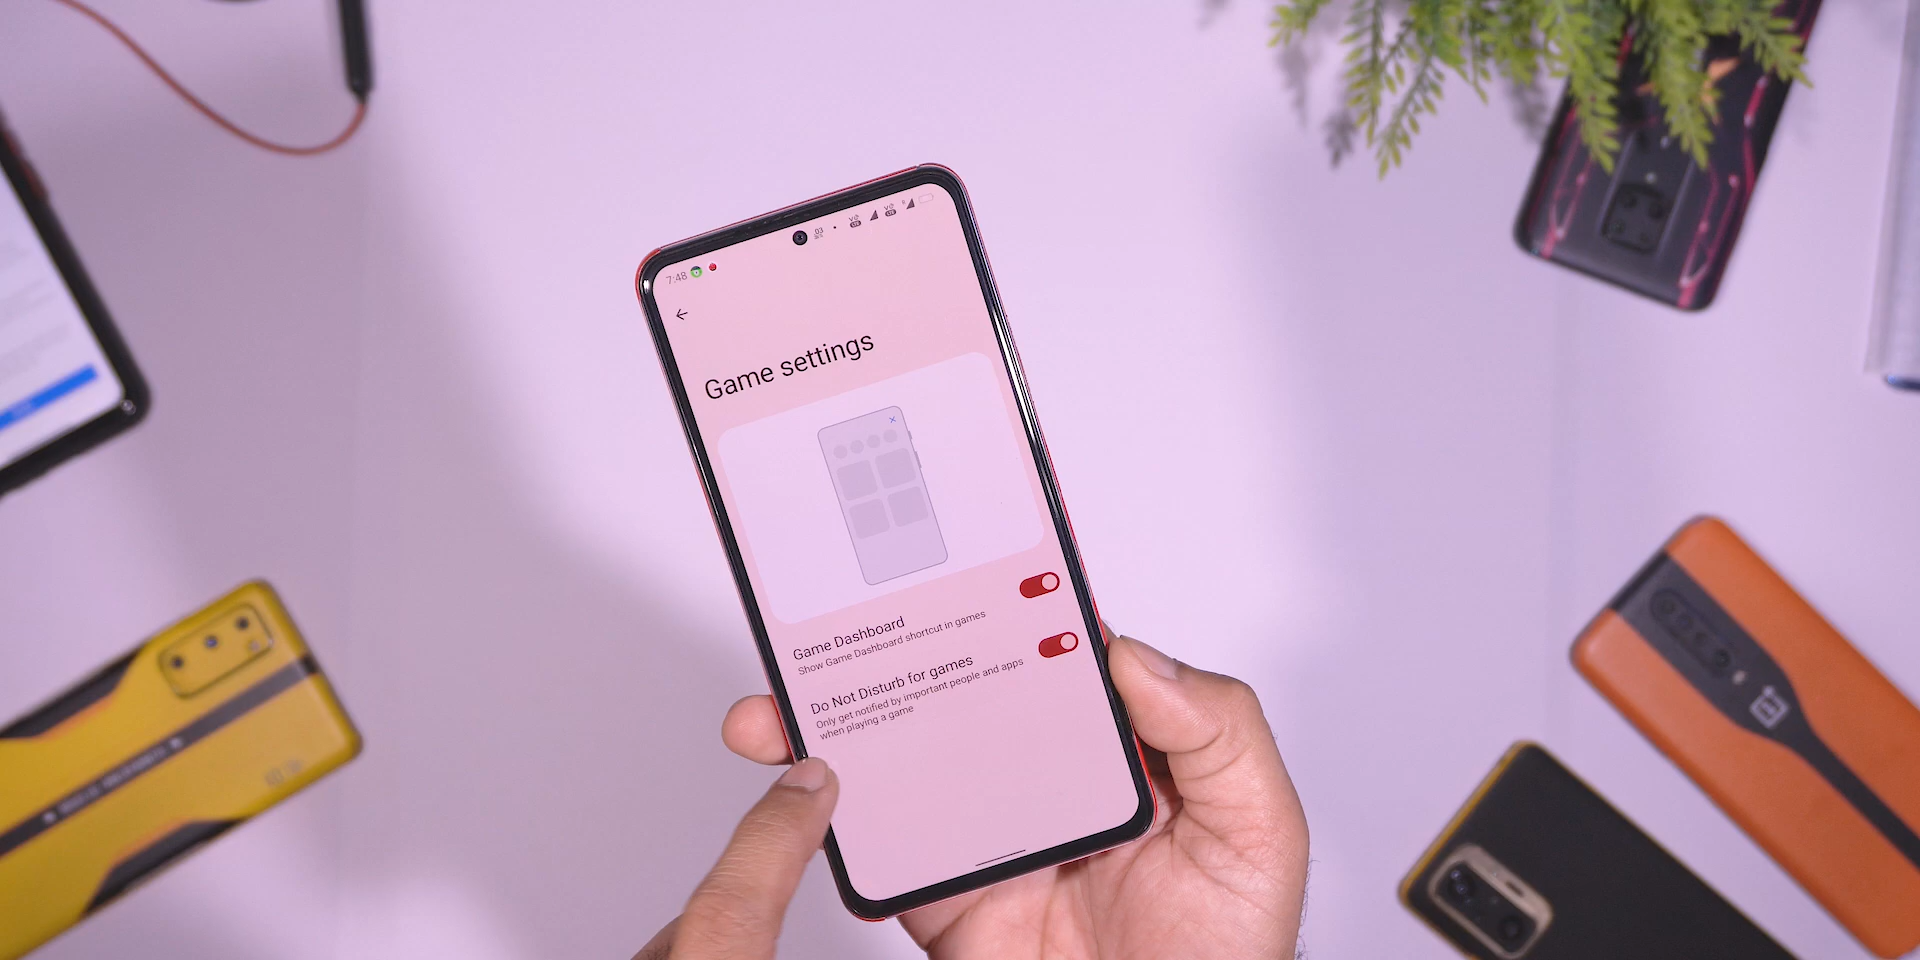 7:48
Game settings
Game Dashboard
Show Game Dashboard shortcut in games
Do Not Disturb for games
Only get notified by important people and apps
when playing a game